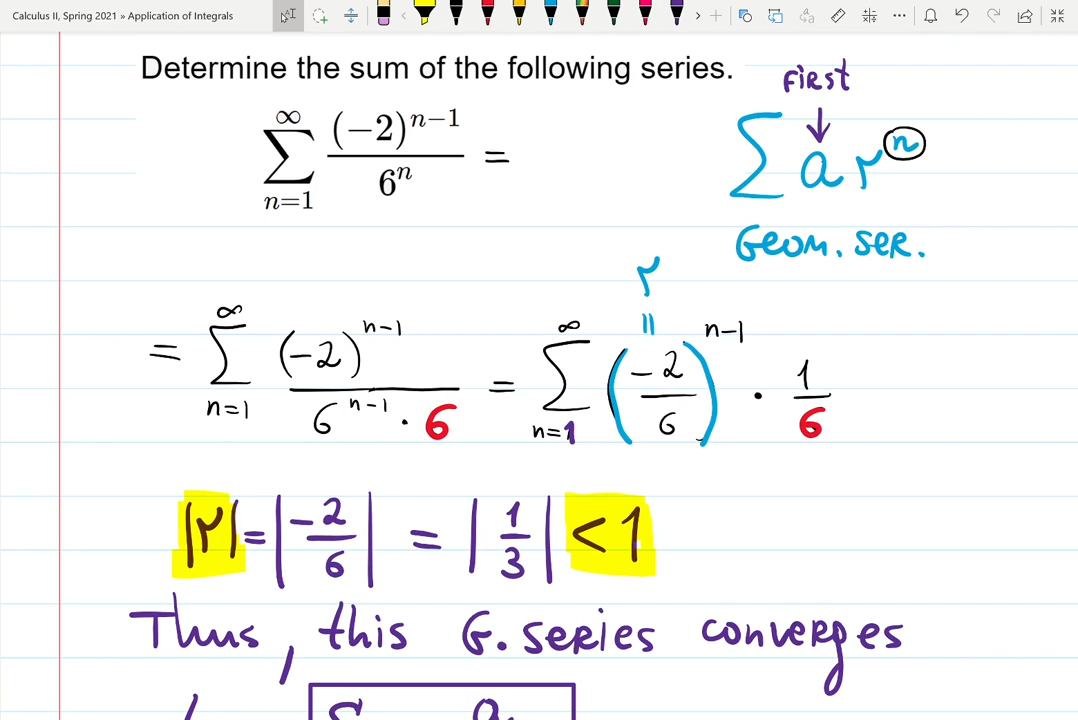 Calculus II, Spring 2021 » Application of Integrals
Determine the sum of the following series.
∞ ∑ n=1 (−2)^{n−1} / 6^n =
First
↓
∑ a r^n
Geom. Ser.
= ∞ ∑ n=1 (-2)^{n-1} / (6^{n-1} · 6) = ∞ ∑ n=1 (-2/6)^{n-1} · 1/6
r
=
|r| = |-2/6| = |1/3| < 1
Thus, this G. series converges
S a